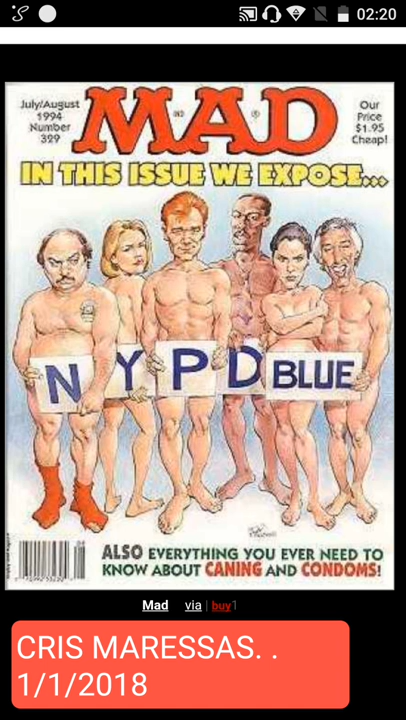 02:20
July/August
1994
Number
329
MAD
Our
Price
$1.95
Cheap!
IN THIS ISSUE WE EXPOSE...
N Y P D BLUE
ALSO EVERYTHING YOU EVER NEED TO
KNOW ABOUT CANING AND CONDOMS!
Mad via | buy1
CRIS MARESSAS. .
1/1/2018